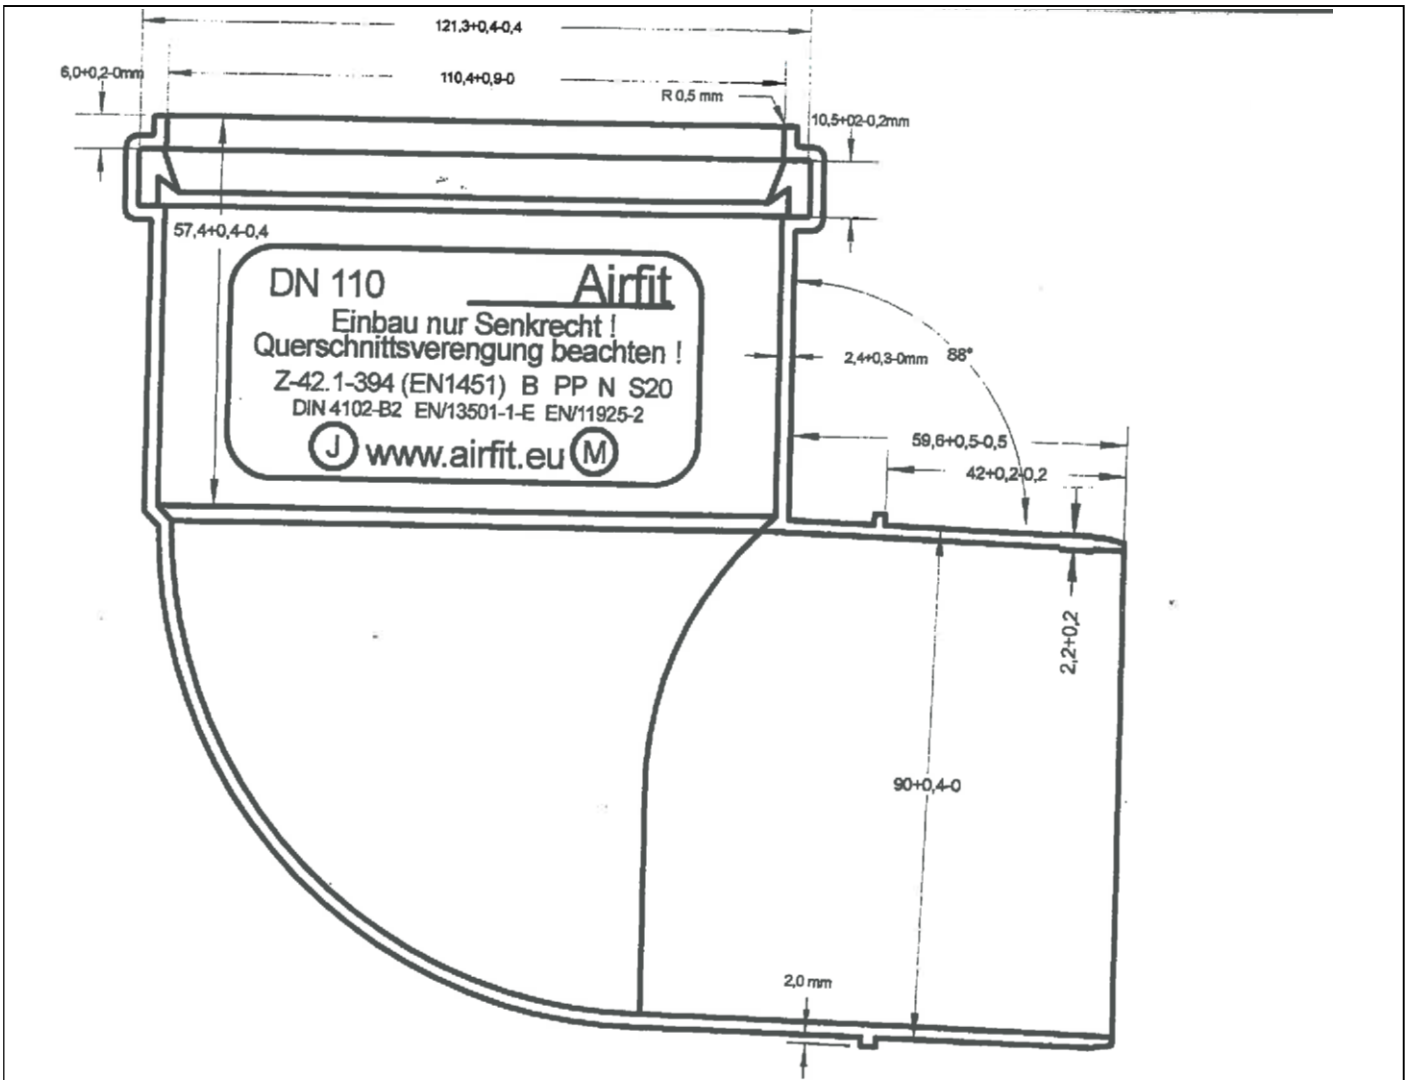 121,3+0,4-0,4
6,0+0,2-0mm
110,4+0,9-0
R 0,5 mm
10,5+02-0,2mm
57,4+0,4-0,4
DN 110 Airfit
Einbau nur Senkrecht !
Querschnittsverengung beachten !
Z-42.1-394 (EN1451) B PP N S20
DIN 4102-B2 EN/13501-1-E EN/11925-2
J www.airfit.eu M
2,4+0,3-0mm
88°
59,6+0,5-0,5
42+0,2-0,2
2,2+0,2
90+0,4-0
2,0 mm